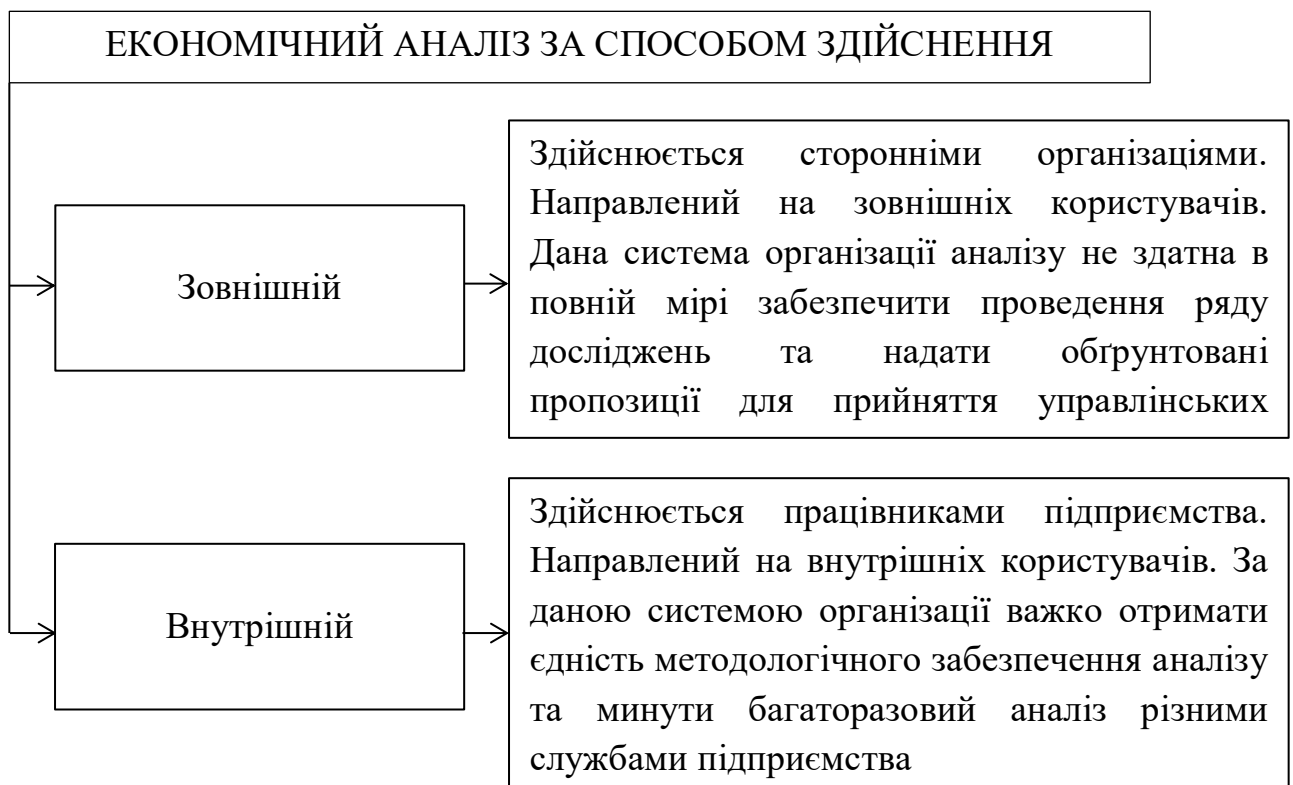 ЕКОНОМІЧНИЙ АНАЛІЗ ЗА СПОСОБОМ ЗДІЙСНЕННЯ
Зовнішній
Здійснюється сторонніми організаціями.
Направлений на зовнішніх користувачів.
Дана система організації аналізу не здатна в
повній мірі забезпечити проведення ряду
досліджень та надати обґрунтовані
пропозиції для прийняття управлінських
Внутрішній
Здійснюється працівниками підприємства.
Направлений на внутрішніх користувачів. За
даною системою організації важко отримати
єдність методологічного забезпечення аналізу
та минути багаторазовий аналіз різними
службами підприємства